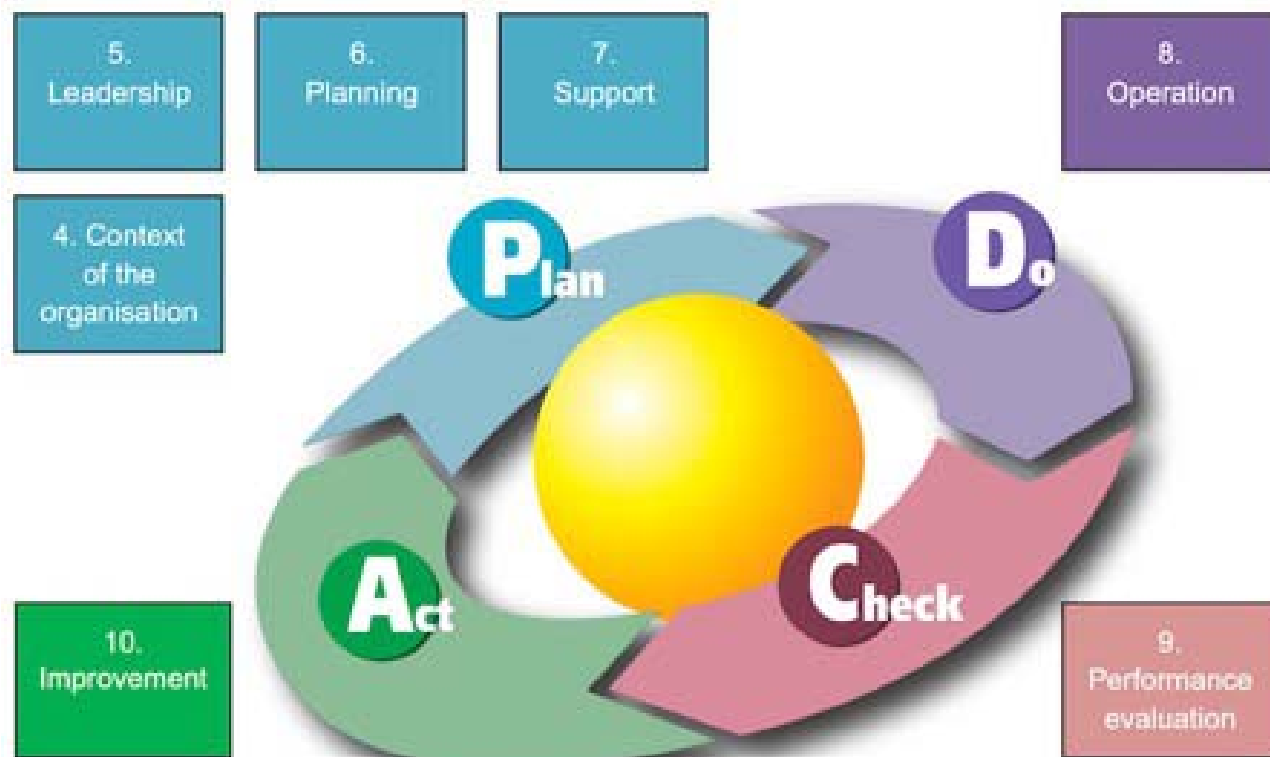 5.
Leadership
6.
Planning
7.
Support
8.
Operation
4. Context
of the
organisation
Plan
Do
Act
Check
10.
Improvement
9.
Performance
evaluation